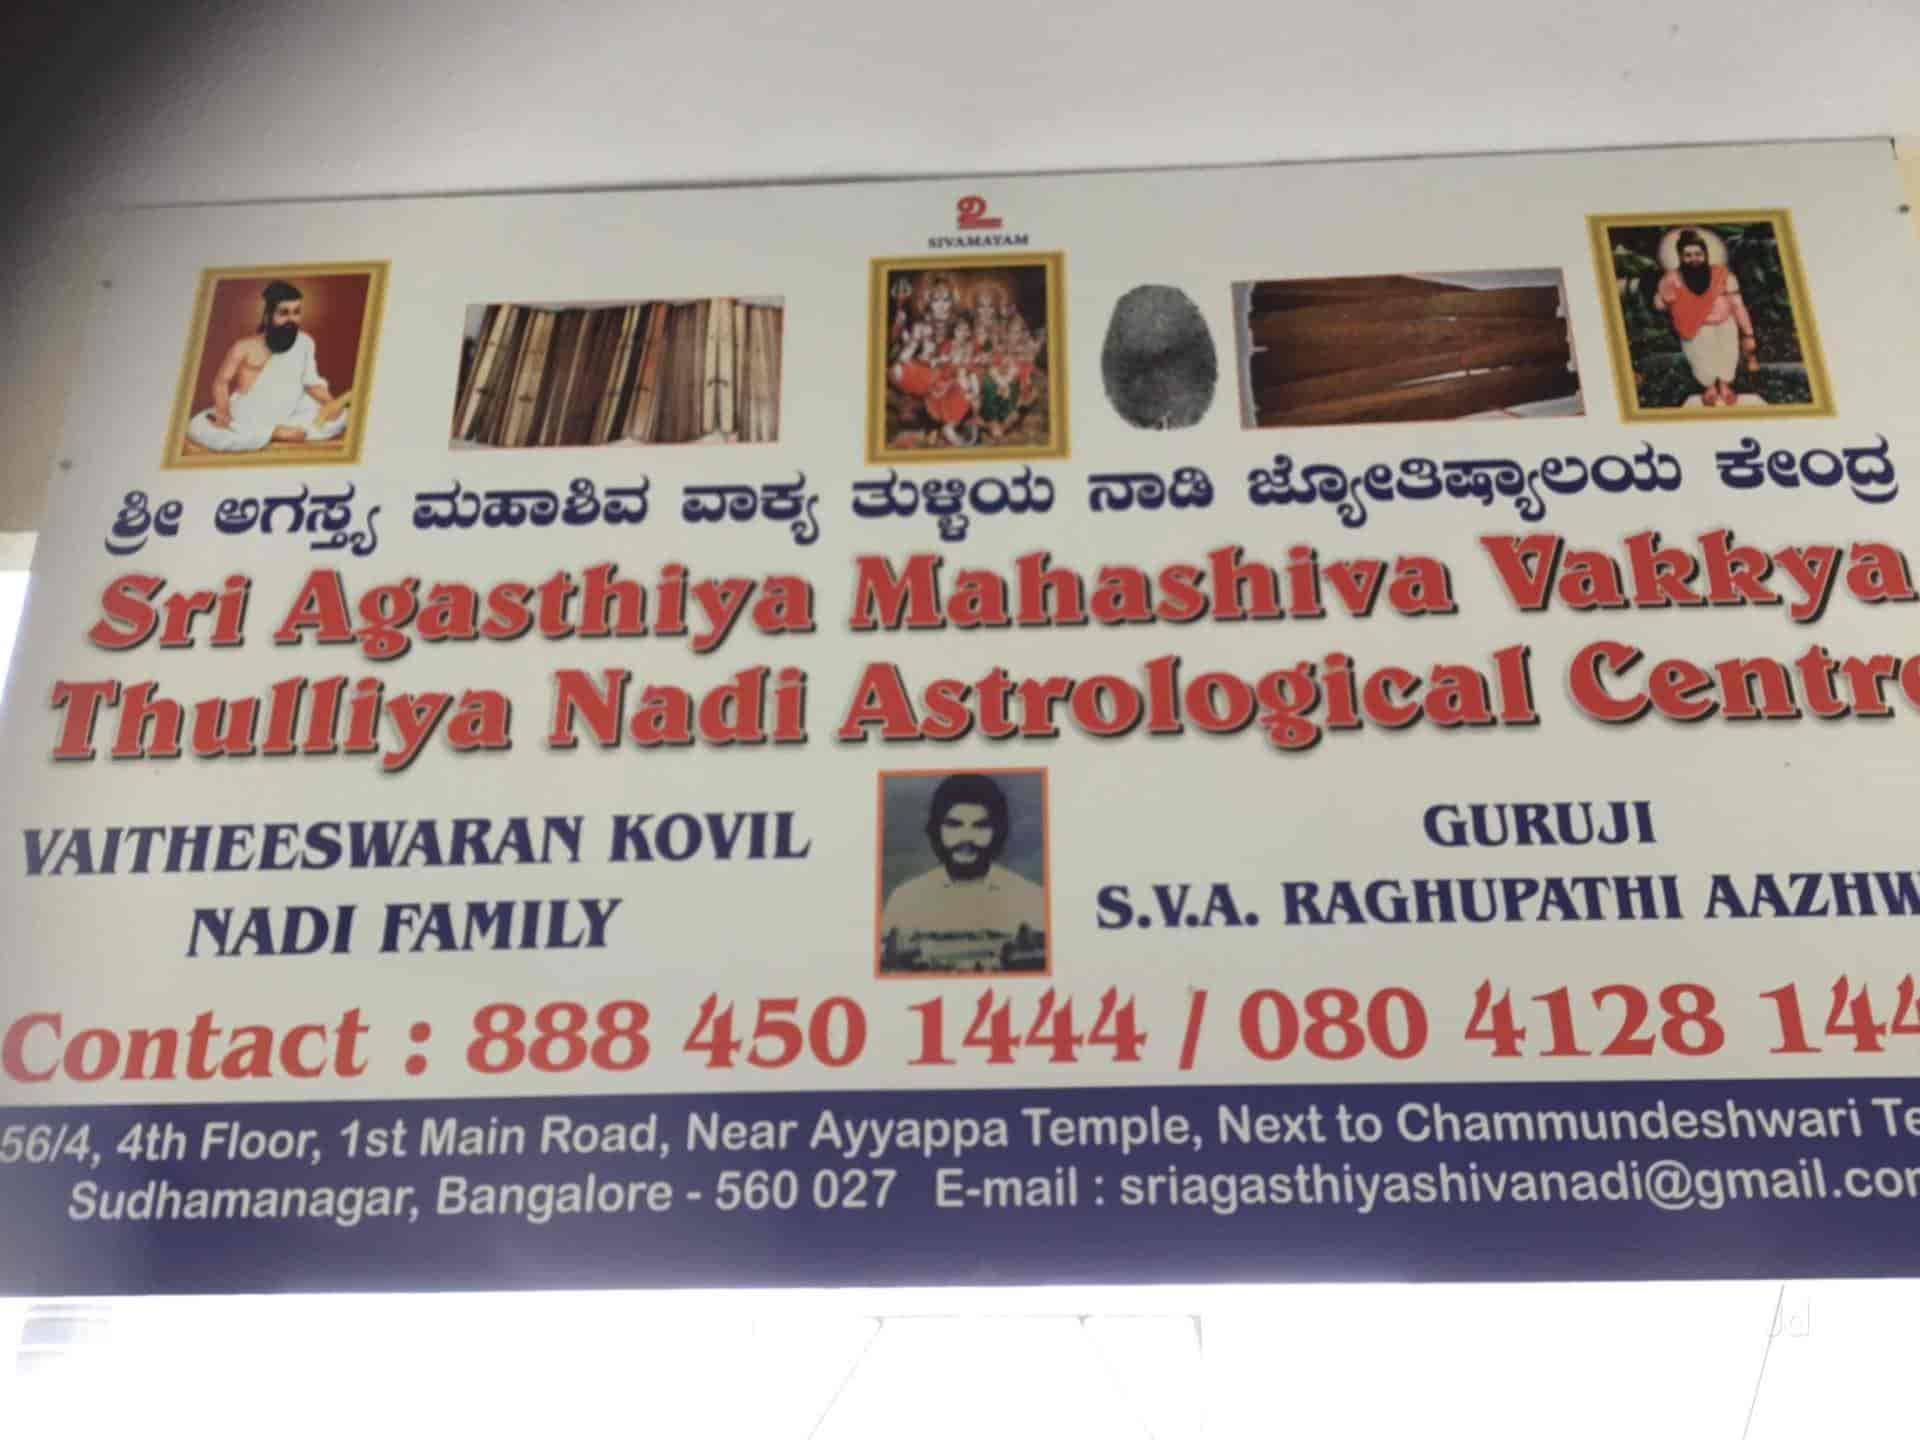 உ
SIVAMAYAM
ಶ್ರೀ ಅಗಸ್ತ್ಯ ಮಹಾಶಿವ ವಾಕ್ಯ ತುಳ್ಳಿಯ ನಾಡಿ ಜ್ಯೋತಿಷ್ಯಾಲಯ ಕೇಂದ್ರ
Sri Agasthiya Mahashiva Vakkya
Thulliya Nadi Astrological Centre
VAITHEESWARAN KOVIL
NADI FAMILY
GURUJI
S.V.A. RAGHUPATHI
Contact : 888 450 1444 / 080 4128
56/4, 4th Floor, 1st Main Road, Near Ayyappa Temple, Next to Chammundeshwari
Sudhamanagar, Bangalore - 560 027 E-mail : sriagasthiyashivanadi@gmail.com
Jd